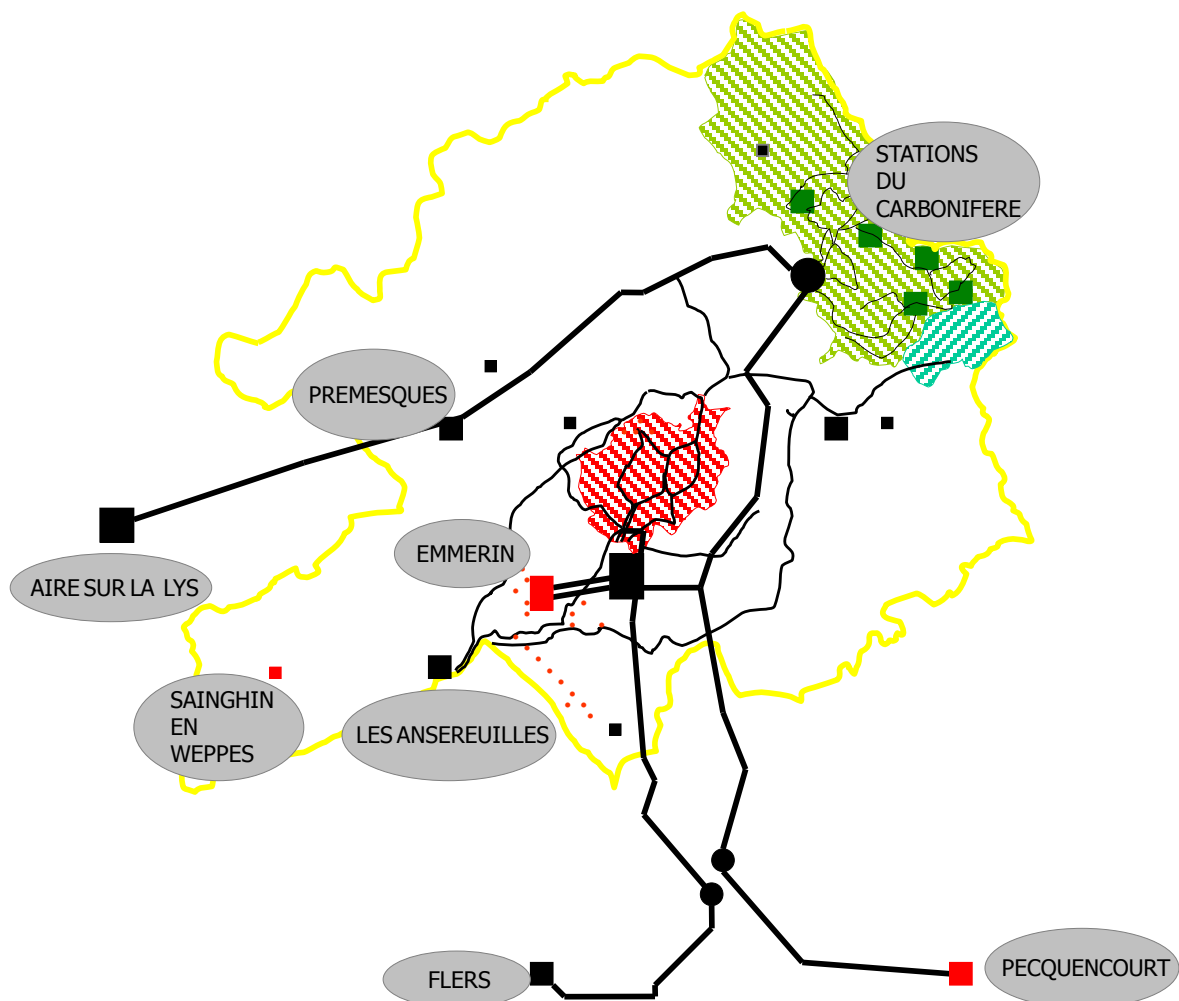 STATIONS
DU
CARBONIFERE
PREMESQUES
EMMERIN
AIRE SUR LA LYS
SAINGHIN
EN
WEPPES
LES ANSEREUILLES
FLERS
PECQUENCOURT